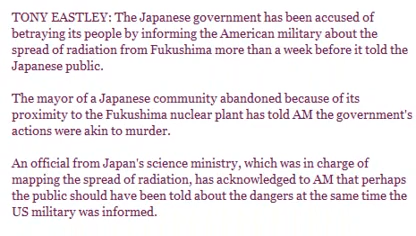 TONY EASTLEY: The Japanese government has been accused of
betraying its people by informing the American military about the
spread of radiation from Fukushima more than a week before it told the
Japanese public.
The mayor of a Japanese community abandoned because of its
proximity to the Fukushima nuclear plant has told AM the government's
actions were akin to murder.
An official from Japan's science ministry, which was in charge of
mapping the spread of radiation, has acknowledged to AM that perhaps
the public should have been told about the dangers at the same time the
US military was informed.